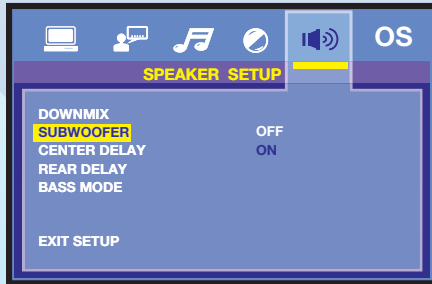 OS
SPEAKER SETUP
DOWNMIX
SUBWOOFER OFF
CENTER DELAY ON
REAR DELAY
BASS MODE
EXIT SETUP